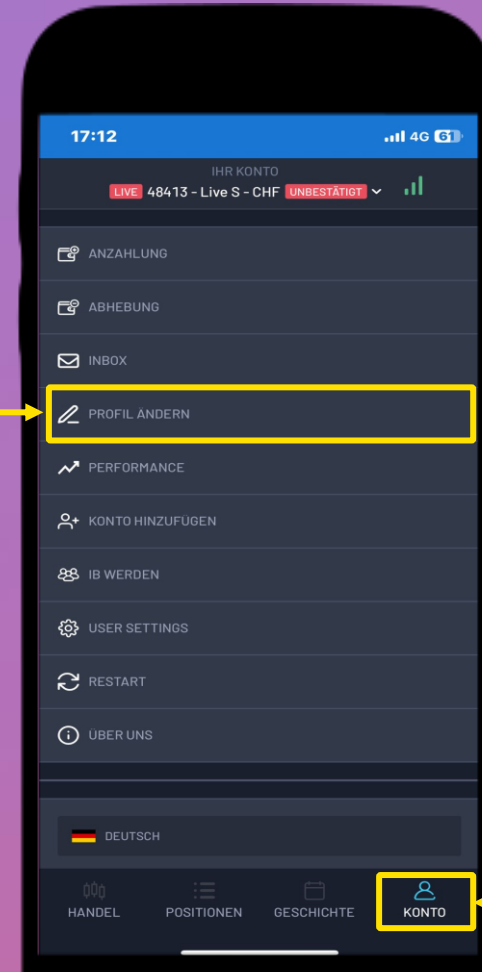 17:12
4G 61
IHR KONTO
LIVE 48413 - Live S - CHF UNBESTÄTIGT
ANZAHLUNG
ABHEBUNG
INBOX
PROFIL ÄNDERN
PERFORMANCE
KONTO HINZUFÜGEN
IB WERDEN
USER SETTINGS
RESTART
ÜBER UNS
DEUTSCH
HANDEL POSITIONEN GESCHICHTE KONTO